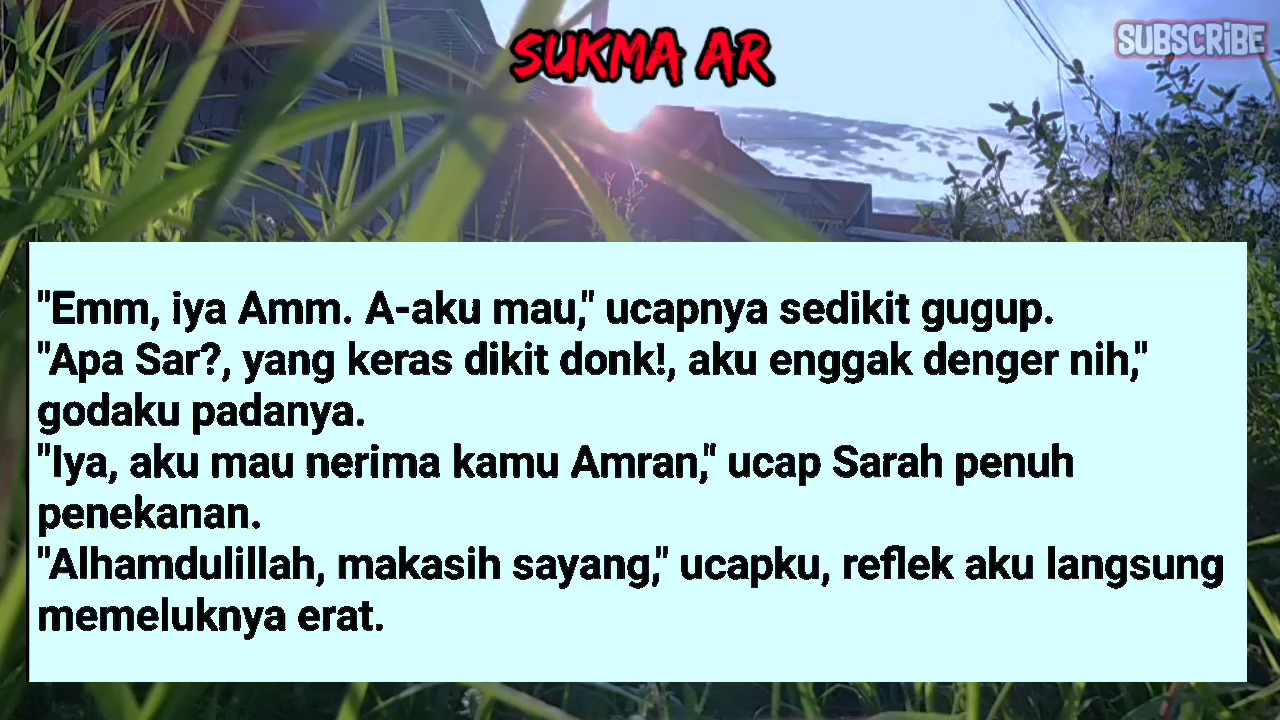 SUKMA AR
SUBSCRIBE
"Emm, iya Amm. A-aku mau," ucapnya sedikit gugup.
"Apa Sar?, yang keras dikit donk!, aku enggak denger nih,"
godaku padanya.
"Iya, aku mau nerima kamu Amran," ucap Sarah penuh
penekanan.
"Alhamdulillah, makasih sayang," ucapku, reflek aku langsung
memeluknya erat.